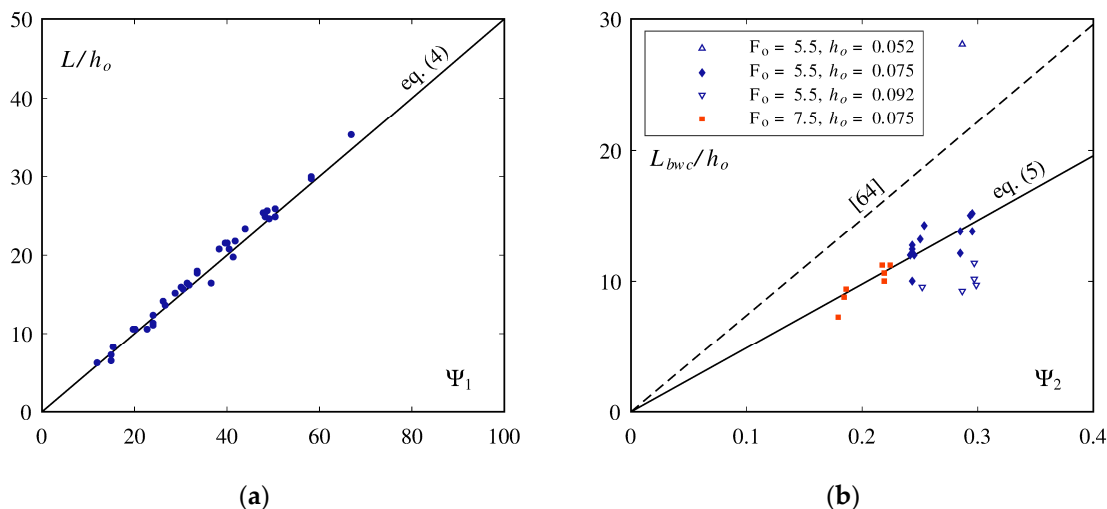 (a)
50
40
30
20
10
0
L/hₒ
eq. (4)
Ψ₁
0 20 40 60 80 100
(b)
30
20
10
0
Fₒ = 5.5, hₒ = 0.052
Fₒ = 5.5, hₒ = 0.075
Fₒ = 5.5, hₒ = 0.092
Fₒ = 7.5, hₒ = 0.075
L_bwc/hₒ
[64]
eq. (5)
Ψ₂
0 0.1 0.2 0.3 0.4